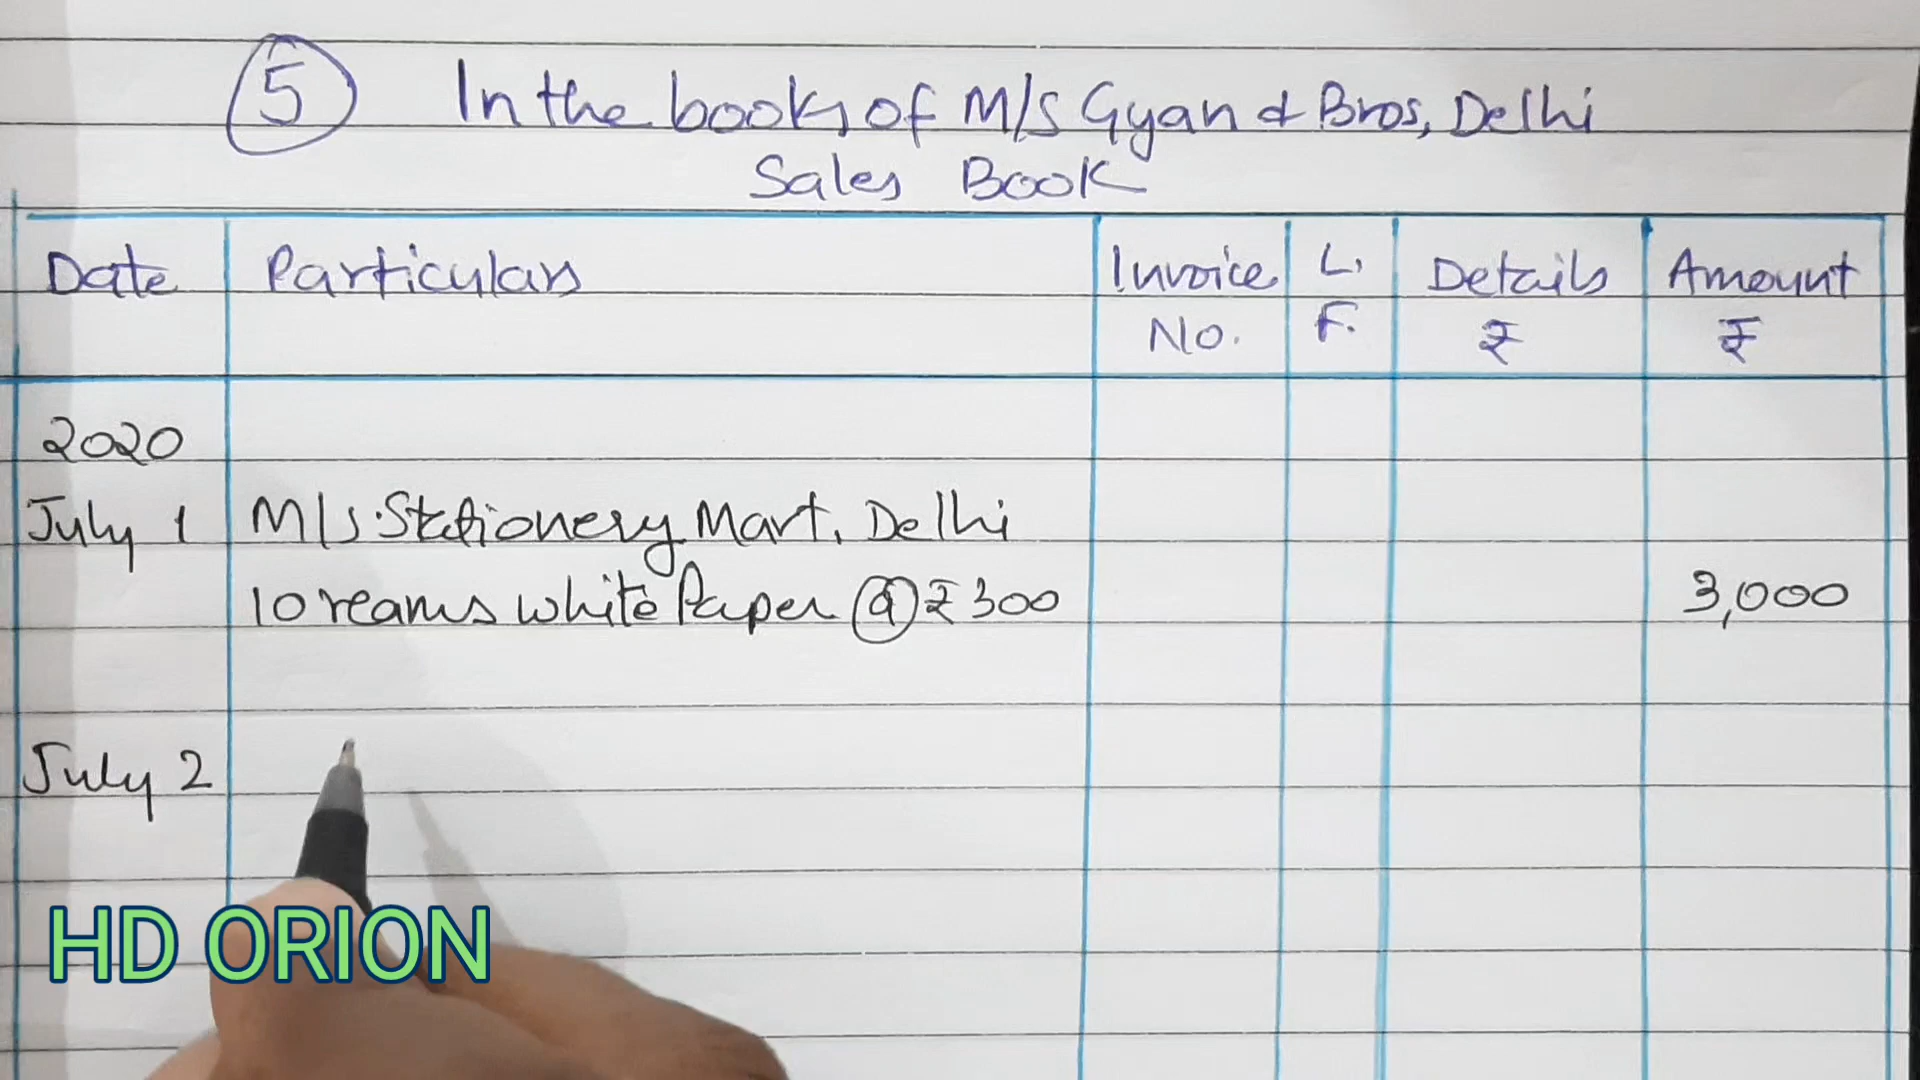 5 In the books of M/S Gyan & Bros, Delhi
Sales Book
Date Particulars Invoice No. L. F. Details ₹ Amount ₹
2020
July 1 M/S. Stationery Mart, Delhi
10 reams white Paper @ ₹ 300 3,000
July 2
HD ORION